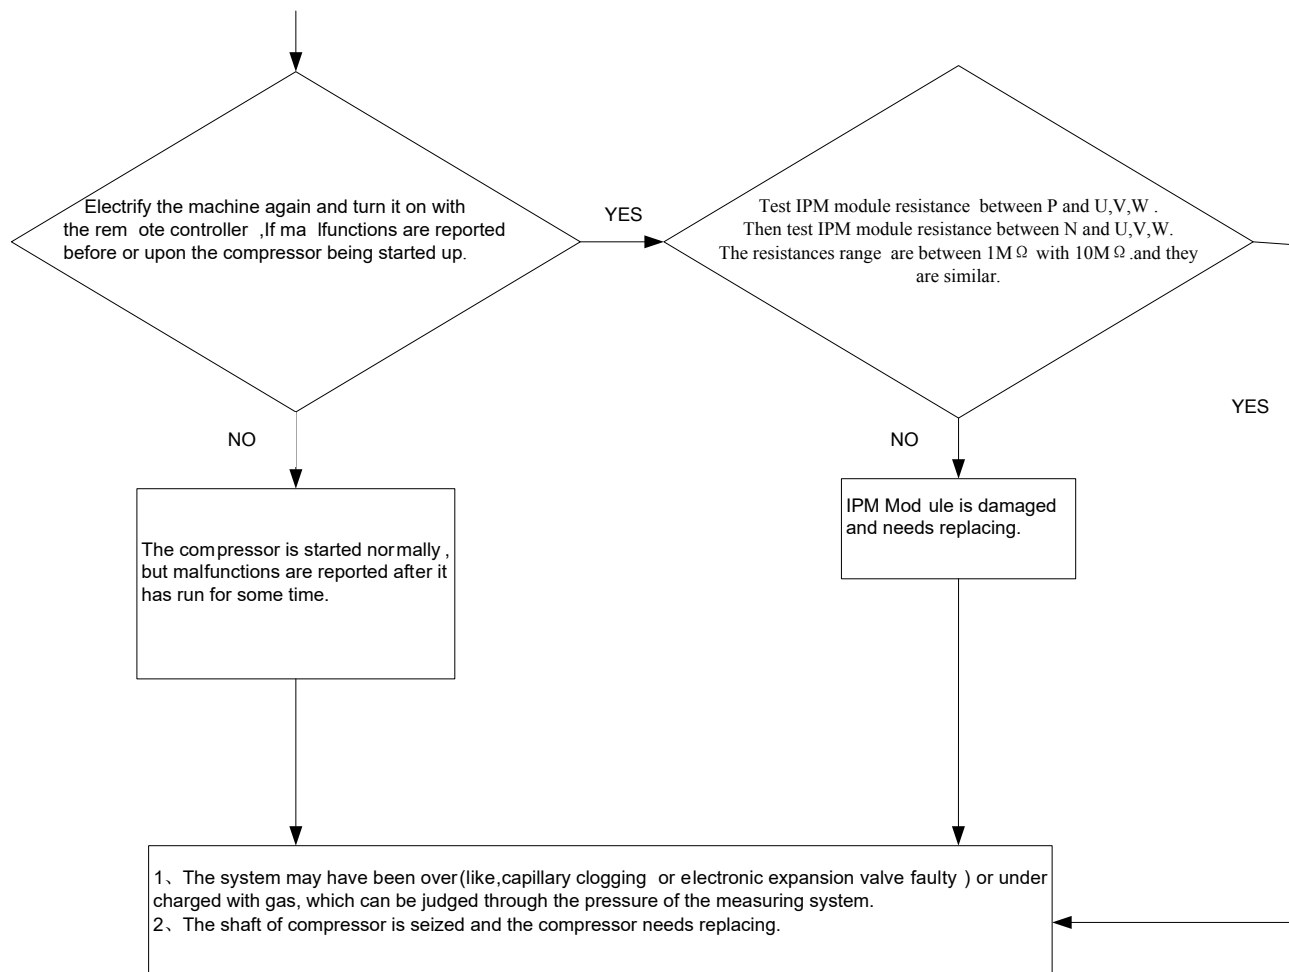 Electrify the machine again and turn it on with
the rem ote controller ,If ma lfunctions are reported
before or upon the compressor being started up.
YES
Test IPM module resistance between P and U,V,W .
Then test IPM module resistance between N and U,V,W.
The resistances range are between 1MΩ with 10MΩ.and they
are similar.
YES
NO
NO
The compressor is started normally ,
but malfunctions are reported after it
has run for some time.
IPM Mod ule is damaged
and needs replacing.
1、The system may have been over(like,capillary clogging or electronic expansion valve faulty ) or under
charged with gas, which can be judged through the pressure of the measuring system.
2、The shaft of compressor is seized and the compressor needs replacing.